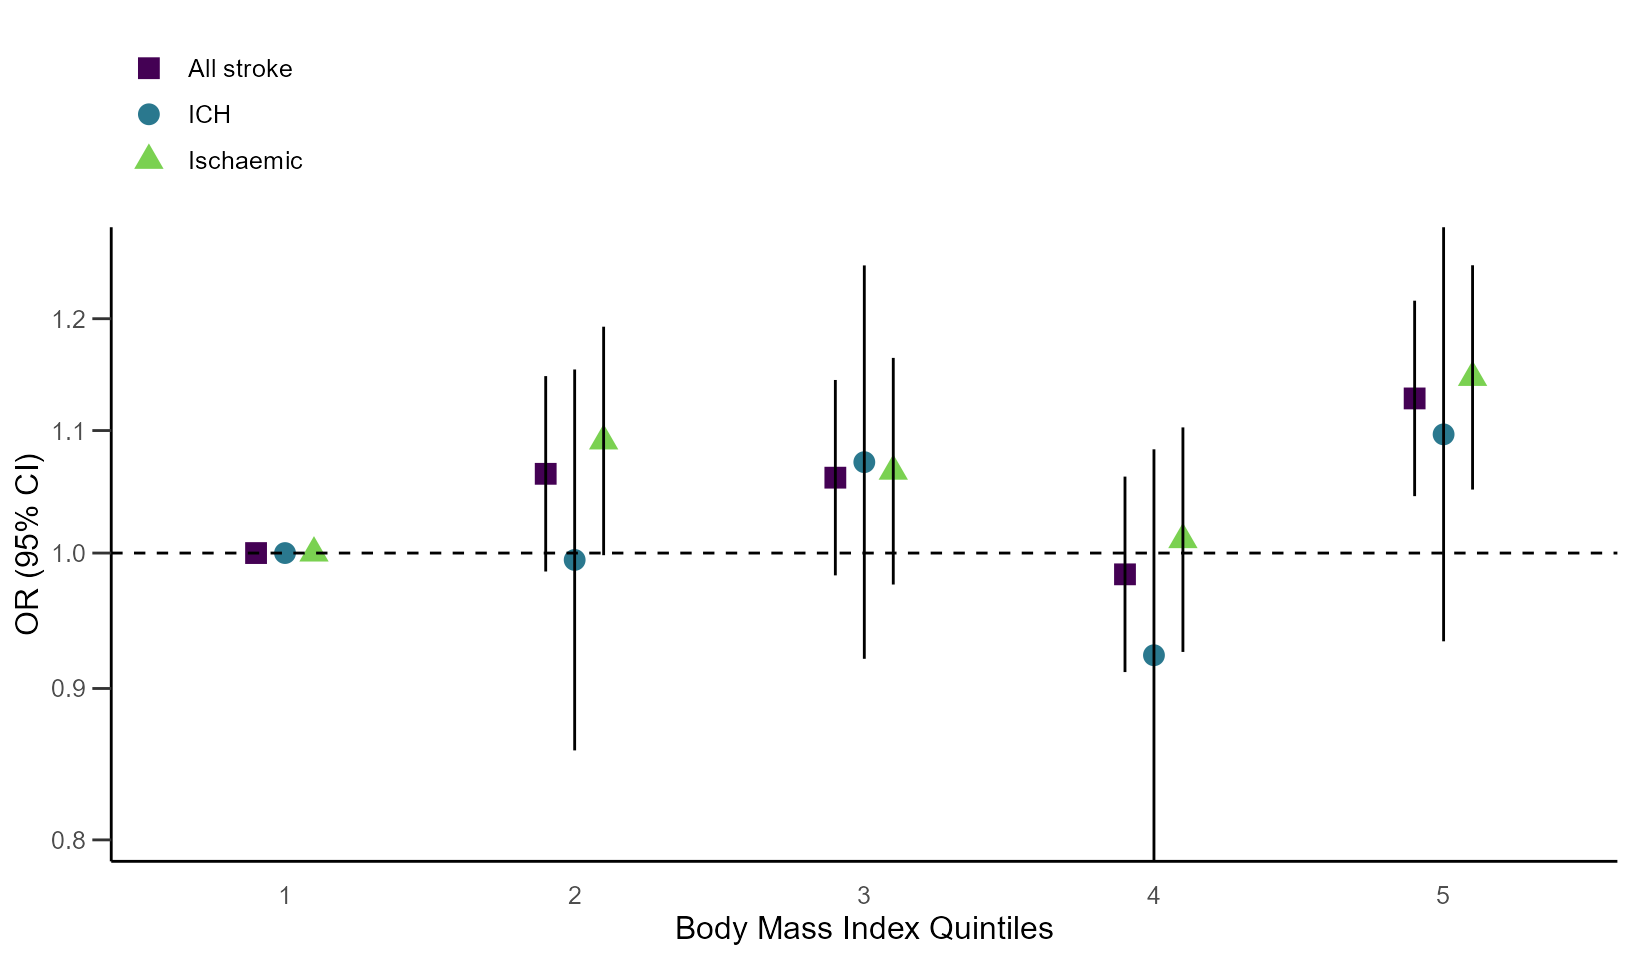 All stroke
ICH
Ischaemic
OR (95% CI)
1.2
1.1
1.0
0.9
0.8
1 2 3 4 5
Body Mass Index Quintiles